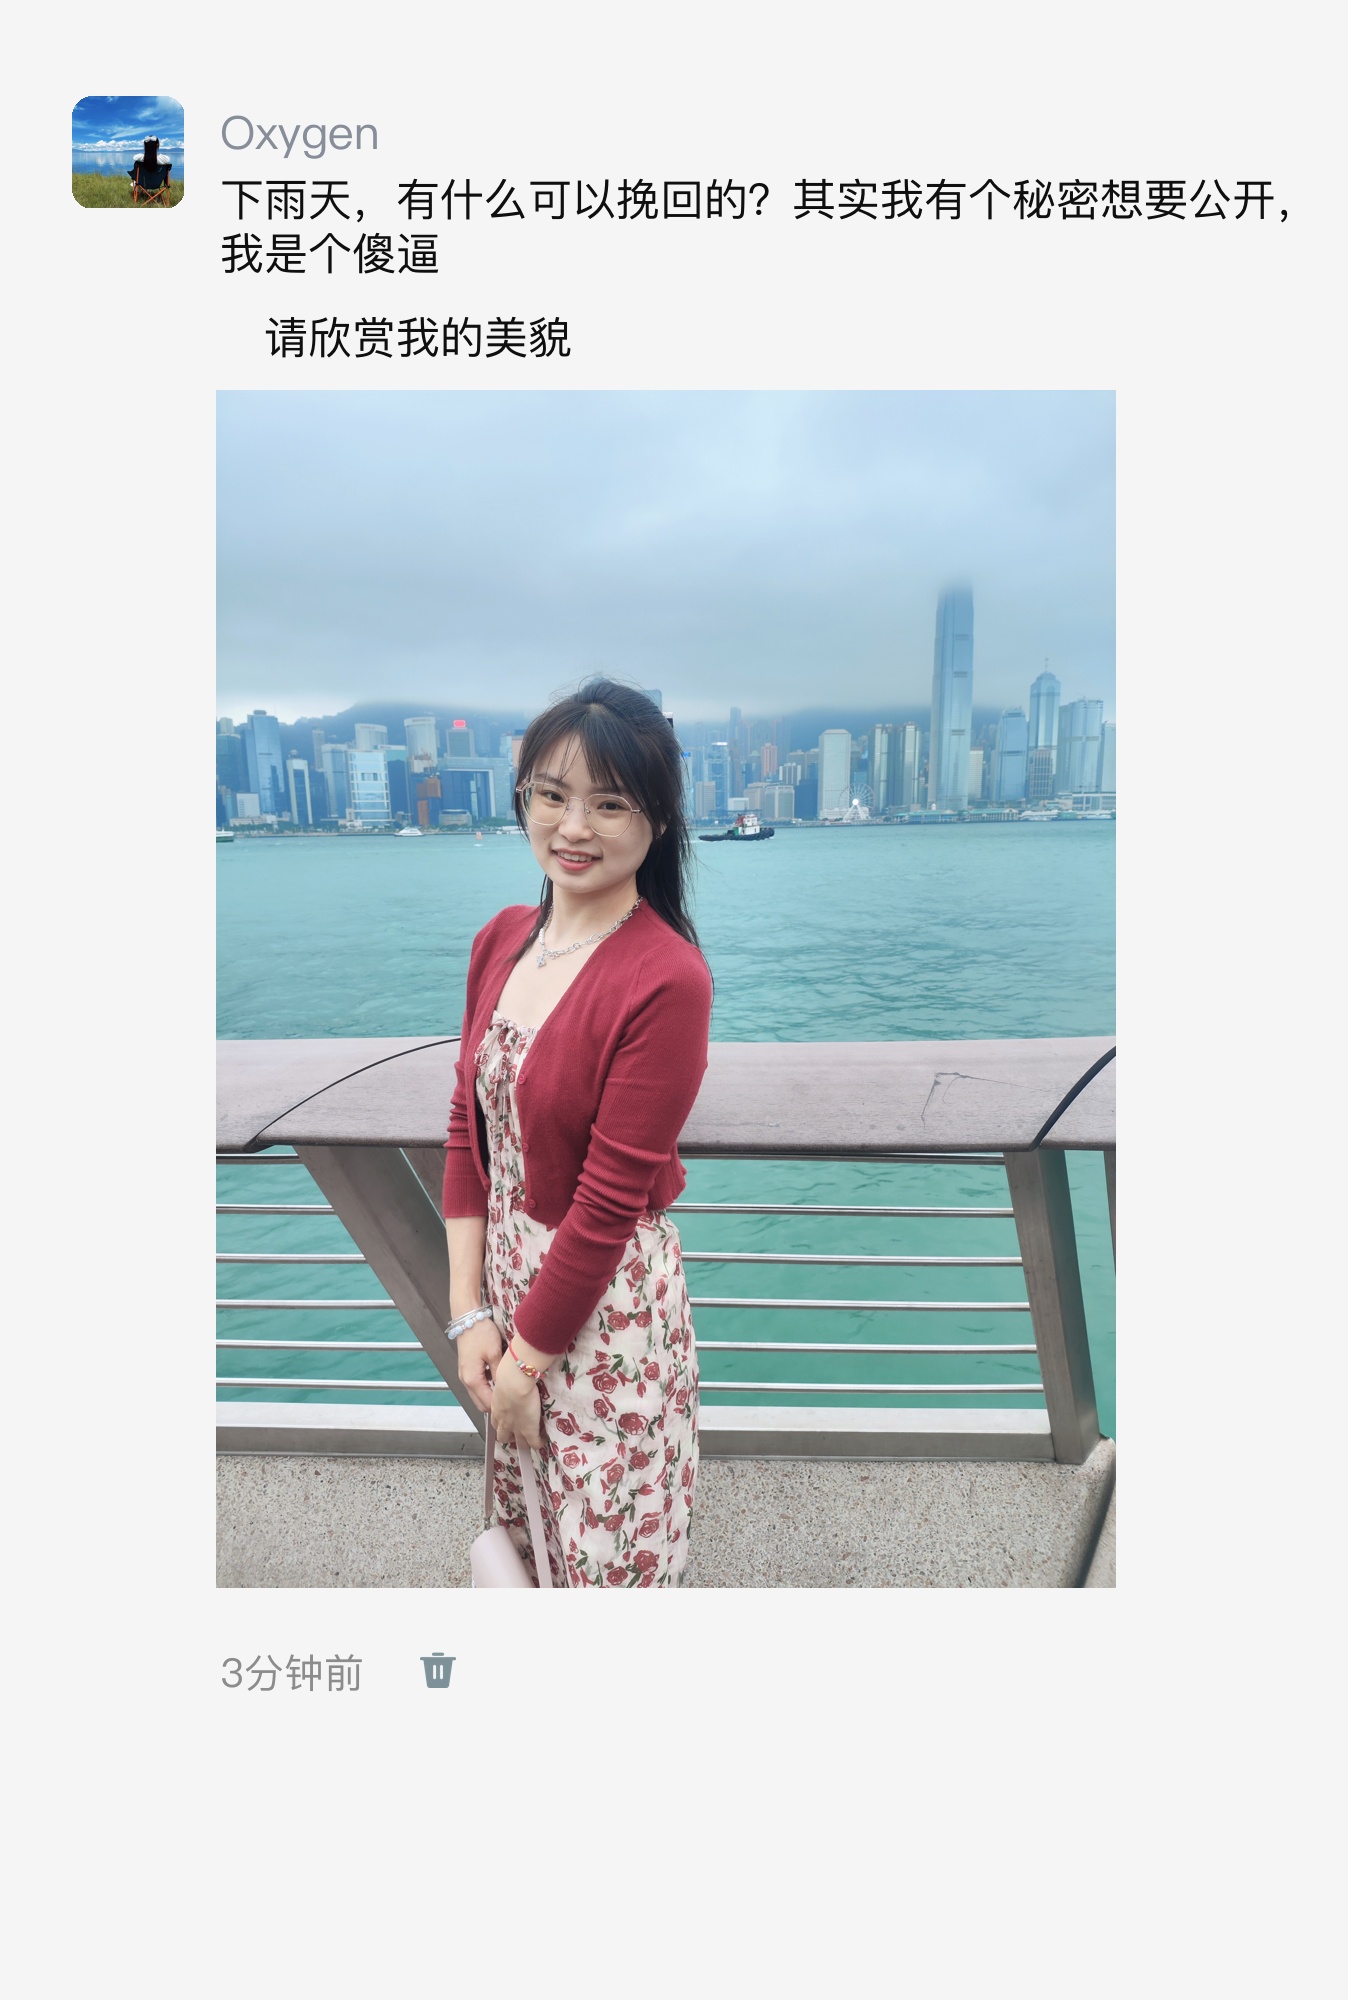 Oxygen
下雨天，有什么可以挽回的？其实我有个秘密想要公开，
我是个傻逼
请欣赏我的美貌
3分钟前